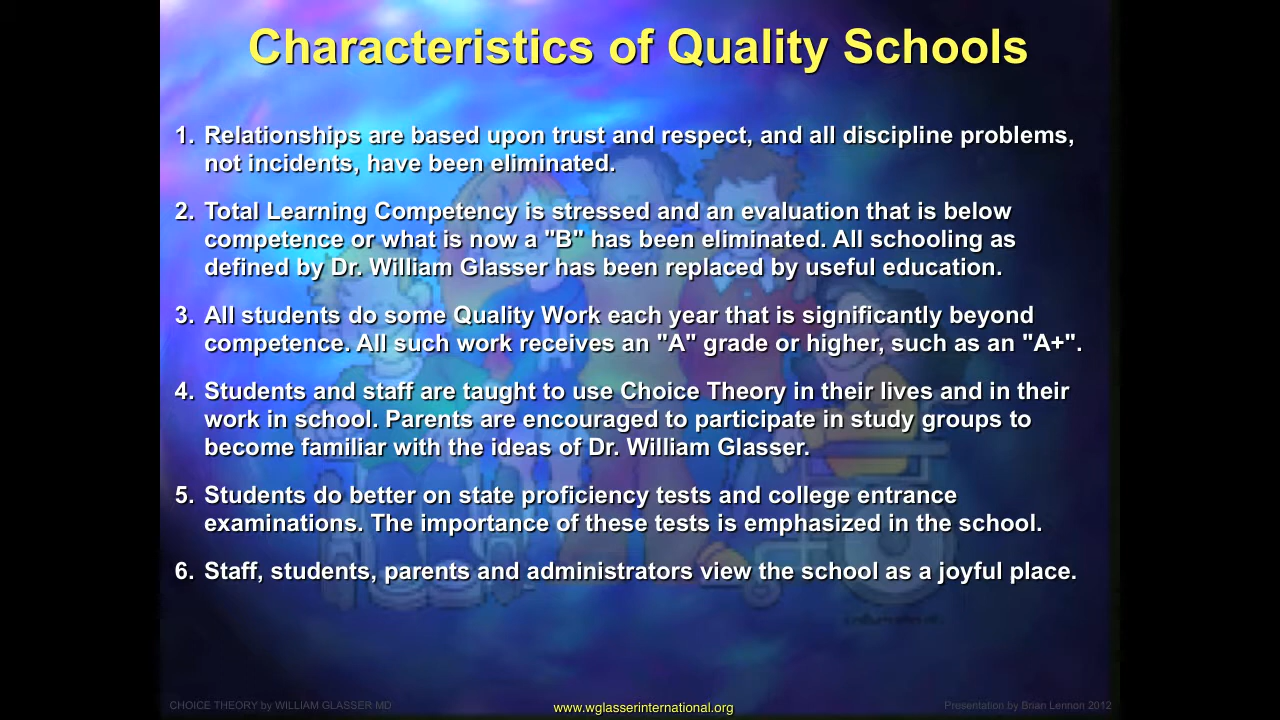 Characteristics of Quality Schools
1. Relationships are based upon trust and respect, and all discipline problems,
not incidents, have been eliminated.
2. Total Learning Competency is stressed and an evaluation that is below
competence or what is now a "B" has been eliminated. All schooling as
defined by Dr. William Glasser has been replaced by useful education.
3. All students do some Quality Work each year that is significantly beyond
competence. All such work receives an "A" grade or higher, such as an "A+".
4. Students and staff are taught to use Choice Theory in their lives and in their
work in school. Parents are encouraged to participate in study groups to
become familiar with the ideas of Dr. William Glasser.
5. Students do better on state proficiency tests and college entrance
examinations. The importance of these tests is emphasized in the school.
6. Staff, students, parents and administrators view the school as a joyful place.
CHOICE THEORY by WILLIAM GLASSER MD
www.wglasserinternational.org
Presentation by Brian Lennon 2012